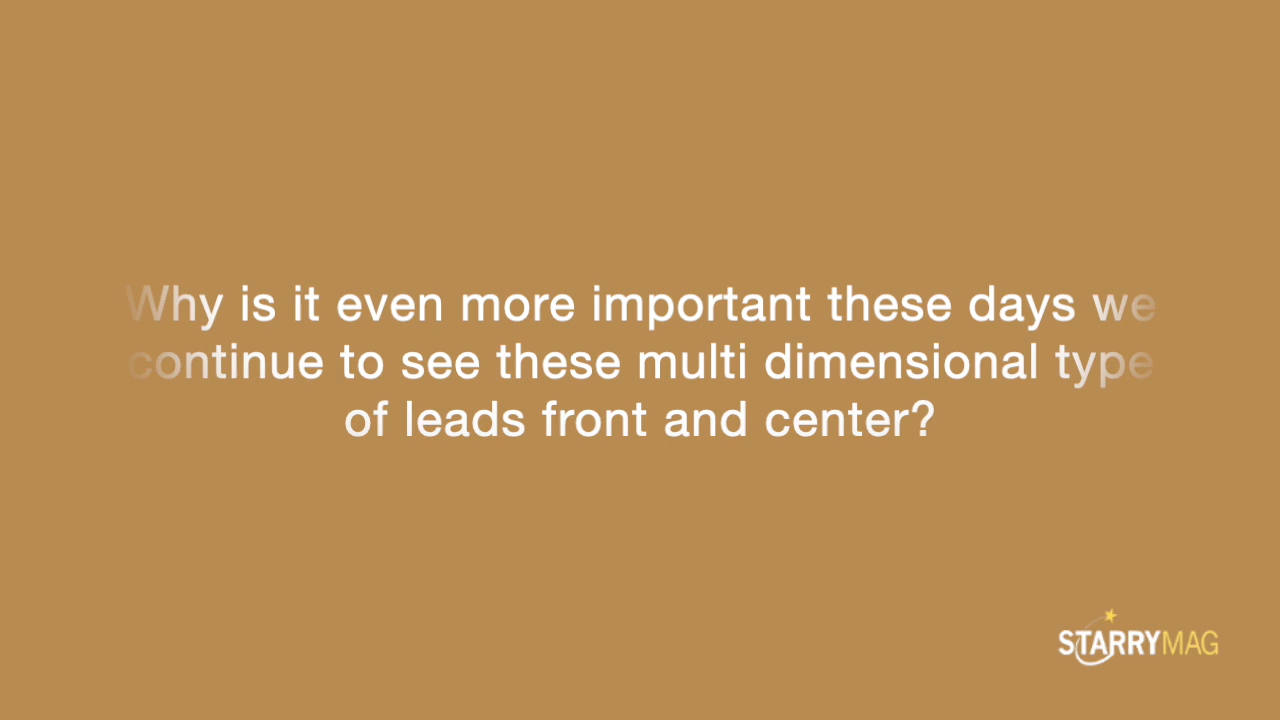 Why is it even more important these days we
continue to see these multi dimensional type
of leads front and center?
STARRYMAG